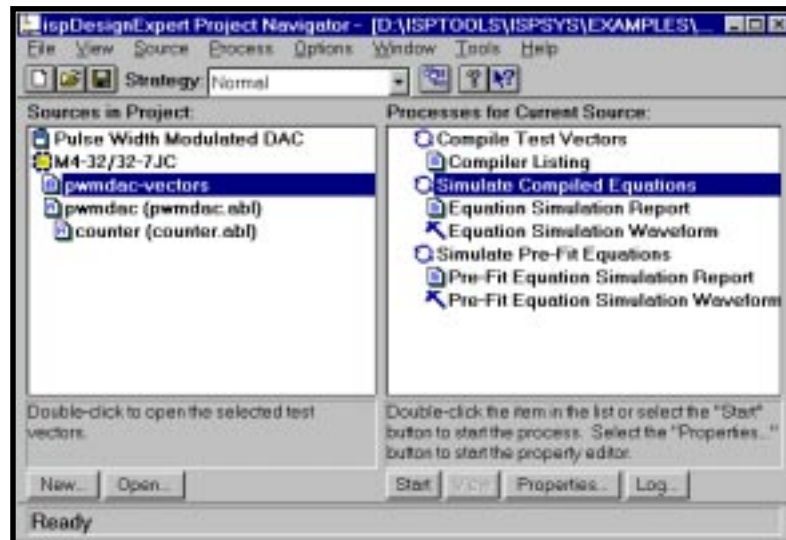 ispDesignExpert Project Navigator - [D:\ISPTOOLS\ISPSYS\EXAMPLES\...
File View Source Process Options Window Tools Help
Strategy: Normal
Sources in Project:
Pulse Width Modulated DAC
M4-32/32-7JC
pwmdac-vectors
pwmdac (pwmdac.abl)
counter (counter.abl)
Double-click to open the selected test
vectors.
New... Open...
Processes for Current Source:
Compile Test Vectors
Compiler Listing
Simulate Compiled Equations
Equation Simulation Report
Equation Simulation Waveform
Simulate Pre-Fit Equations
Pre-Fit Equation Simulation Report
Pre-Fit Equation Simulation Waveform
Double-click the item in the list or select the "Start"
button to start the process. Select the "Properties..."
button to start the property editor.
Start View Properties... Log...
Ready